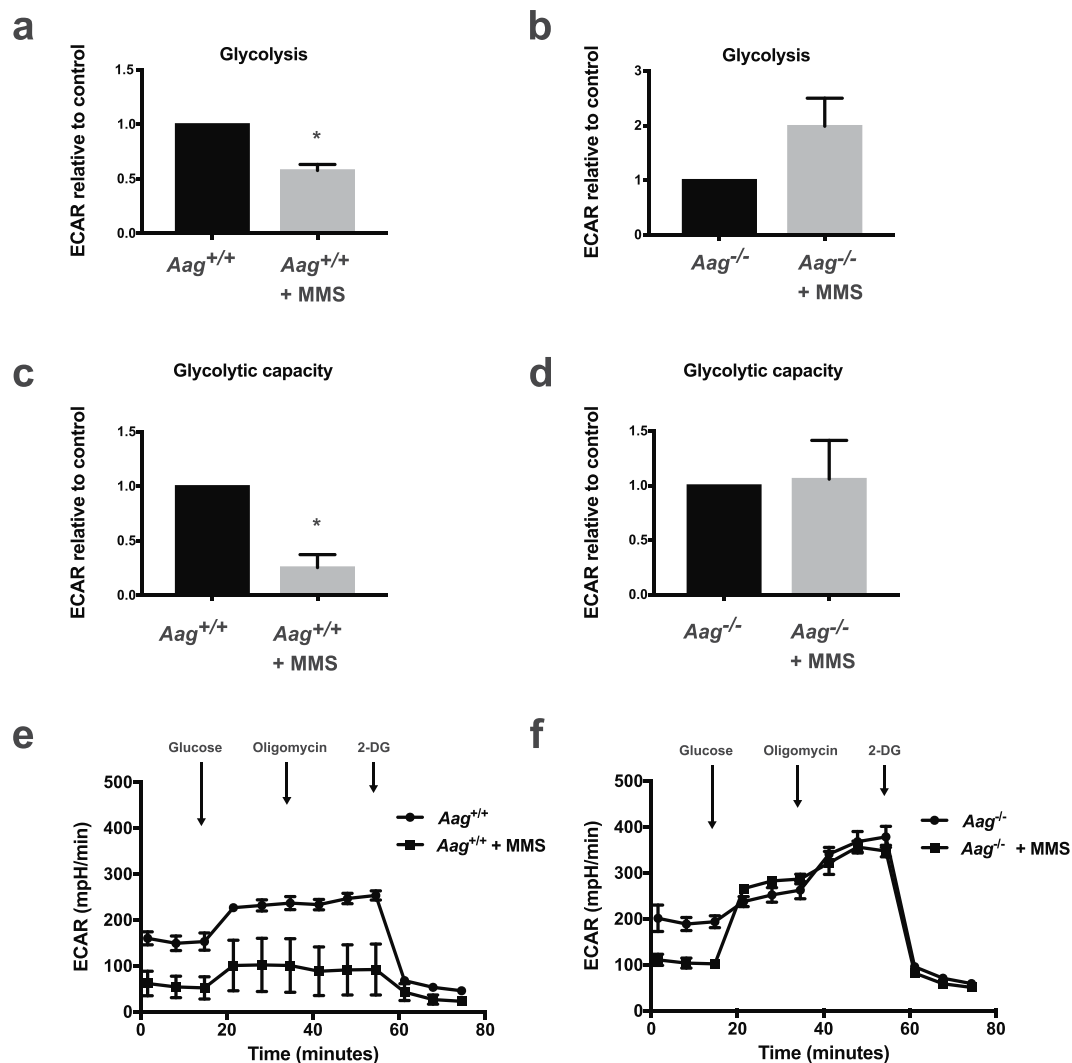 a
Glycolysis
ECAR relative to control
1.5
1.0
0.5
0.0
*
Aag+/+
Aag+/+
+ MMS
b
Glycolysis
ECAR relative to control
3
2
1
0
Aag-/-
Aag-/-
+ MMS
c
Glycolytic capacity
ECAR relative to control
1.5
1.0
0.5
0.0
*
Aag+/+
Aag+/+
+ MMS
d
Glycolytic capacity
ECAR relative to control
1.5
1.0
0.5
0.0
Aag-/-
Aag-/-
+ MMS
e
Glucose Oligomycin 2-DG
ECAR (mpH/min)
500
400
300
200
100
0
Aag+/+
Aag+/+ + MMS
0 20 40 60 80
Time (minutes)
f
Glucose Oligomycin 2-DG
ECAR (mpH/min)
500
400
300
200
100
0
Aag-/-
Aag-/- + MMS
0 20 40 60 80
Time (minutes)